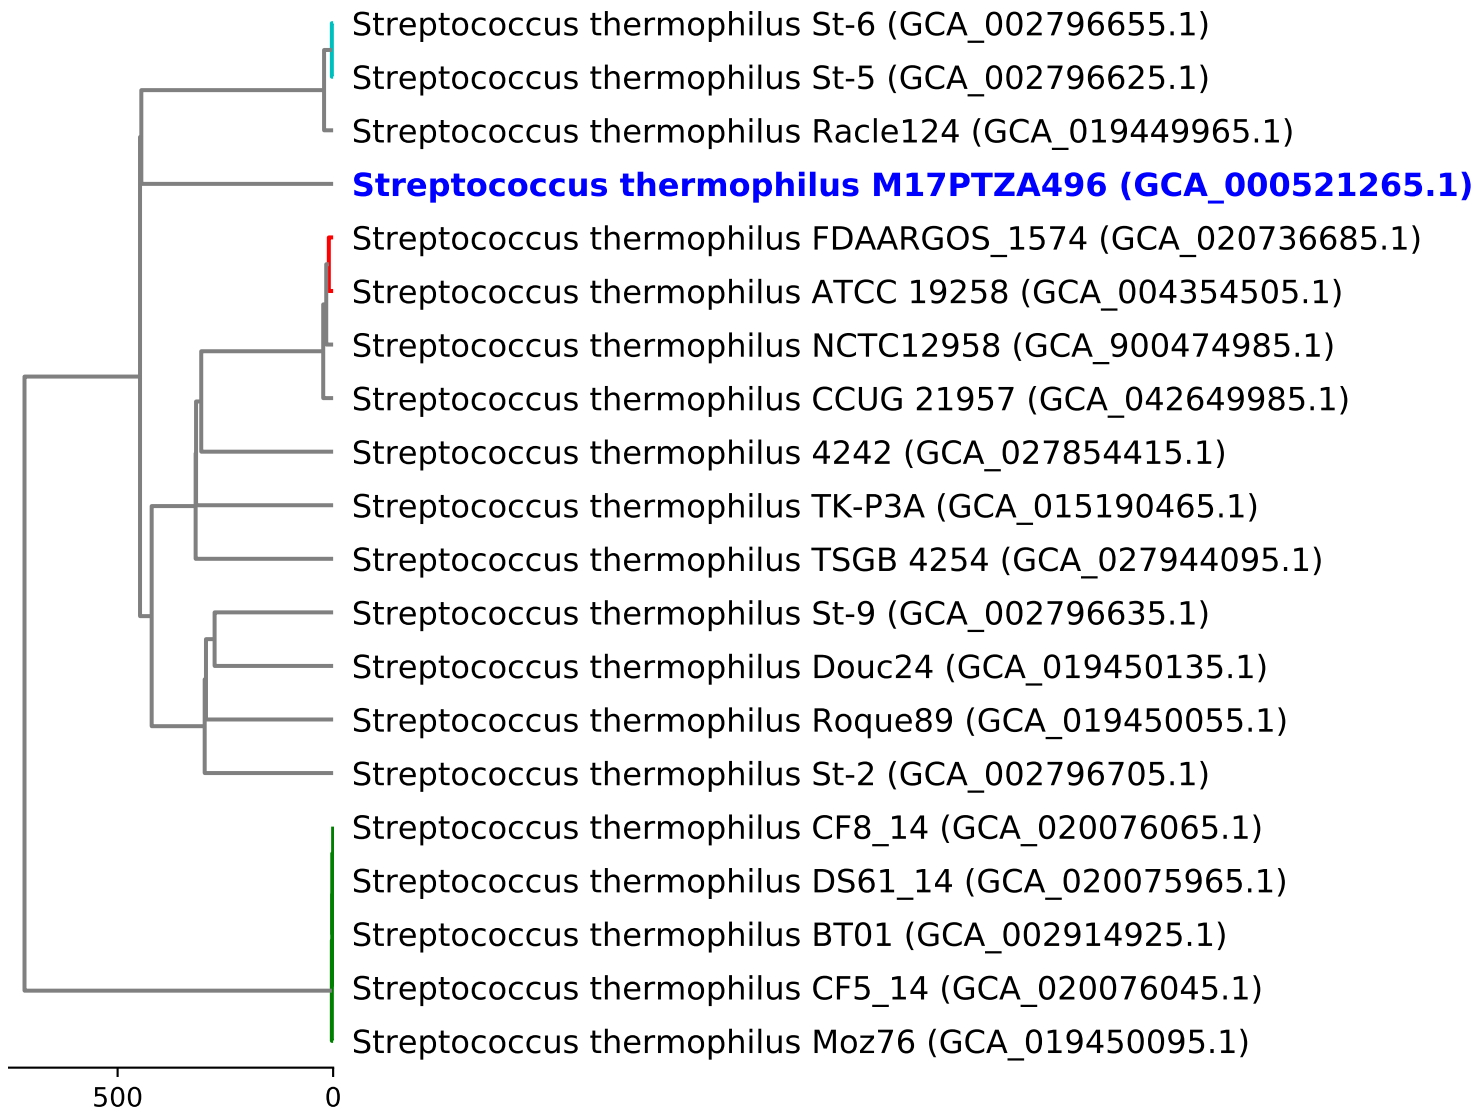 Streptococcus thermophilus St-6 (GCA_002796655.1)
Streptococcus thermophilus St-5 (GCA_002796625.1)
Streptococcus thermophilus Racle124 (GCA_019449965.1)
Streptococcus thermophilus M17PTZA496 (GCA_000521265.1)
Streptococcus thermophilus FDAARGOS_1574 (GCA_020736685.1)
Streptococcus thermophilus ATCC 19258 (GCA_004354505.1)
Streptococcus thermophilus NCTC12958 (GCA_900474985.1)
Streptococcus thermophilus CCUG 21957 (GCA_042649985.1)
Streptococcus thermophilus 4242 (GCA_027854415.1)
Streptococcus thermophilus TK-P3A (GCA_015190465.1)
Streptococcus thermophilus TSGB 4254 (GCA_027944095.1)
Streptococcus thermophilus St-9 (GCA_002796635.1)
Streptococcus thermophilus Douc24 (GCA_019450135.1)
Streptococcus thermophilus Roque89 (GCA_019450055.1)
Streptococcus thermophilus St-2 (GCA_002796705.1)
Streptococcus thermophilus CF8_14 (GCA_020076065.1)
Streptococcus thermophilus DS61_14 (GCA_020075965.1)
Streptococcus thermophilus BT01 (GCA_002914925.1)
Streptococcus thermophilus CF5_14 (GCA_020076045.1)
Streptococcus thermophilus Moz76 (GCA_019450095.1)
500 0